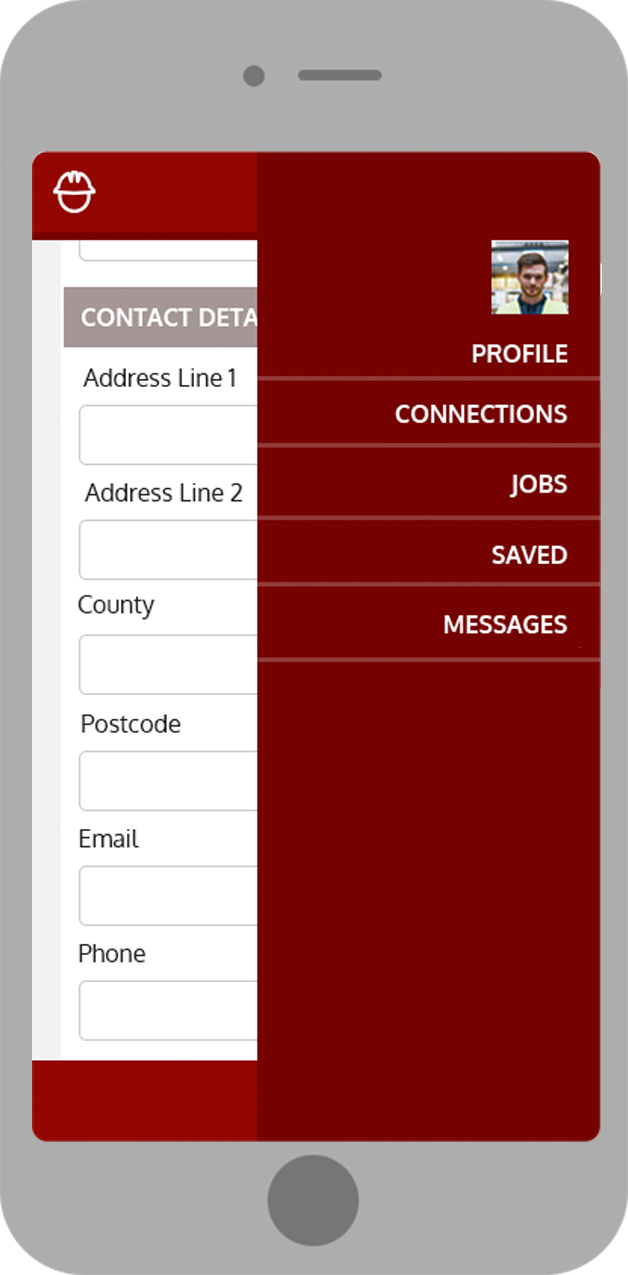 CONTACT DETA
Address Line 1
Address Line 2
County
Postcode
Email
Phone
PROFILE
CONNECTIONS
JOBS
SAVED
MESSAGES